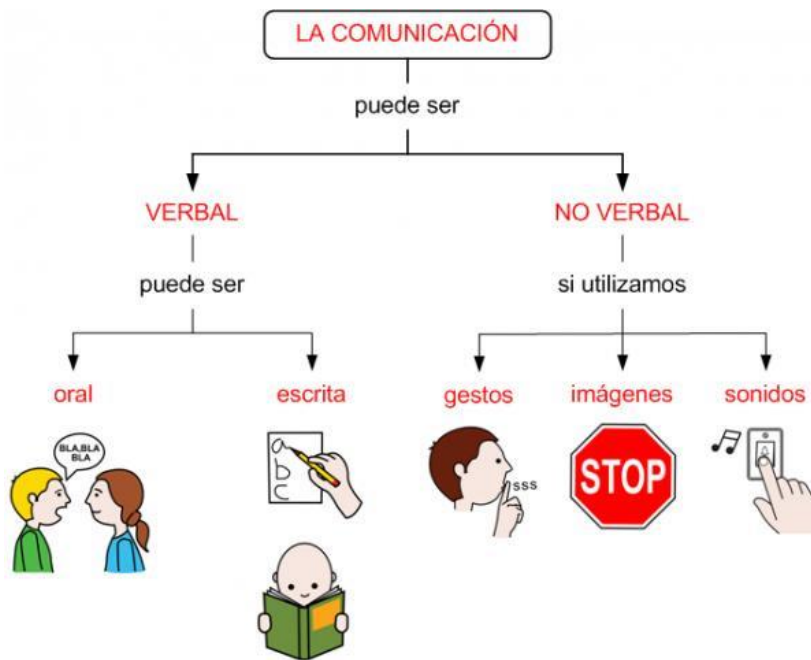 LA COMUNICACIÓN
puede ser
VERBAL
NO VERBAL
puede ser
si utilizamos
oral
escrita
gestos
imágenes
sonidos
BLA,BLA
BLA
a
b
c
sss
STOP